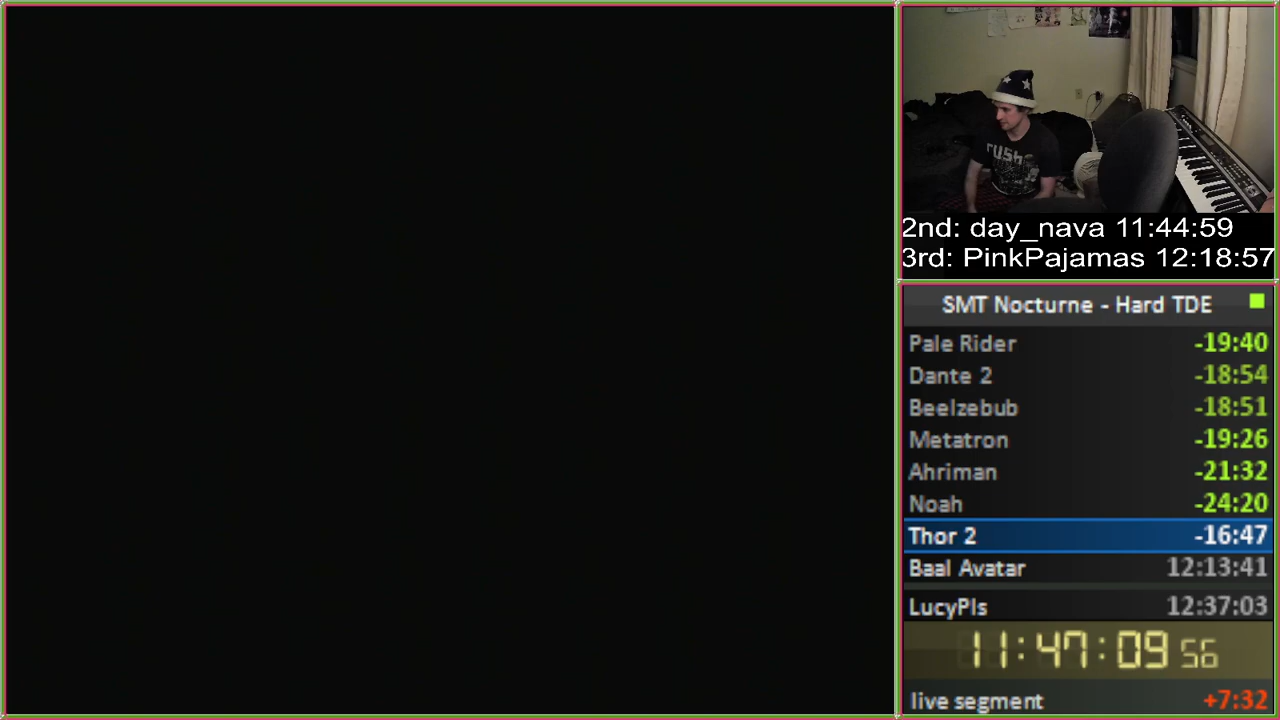 rush
2nd: day_nava 11:44:59
3rd: PinkPajamas 12:18:57
SMT Nocturne - Hard TDE
Pale Rider -19:40
Dante 2 -18:54
Beelzebub -18:51
Metatron -19:26
Ahriman -21:32
Noah -24:20
Thor 2 -16:47
Baal Avatar 12:13:41
LucyPls 12:37:03
11:47:09 56
live segment +7:32